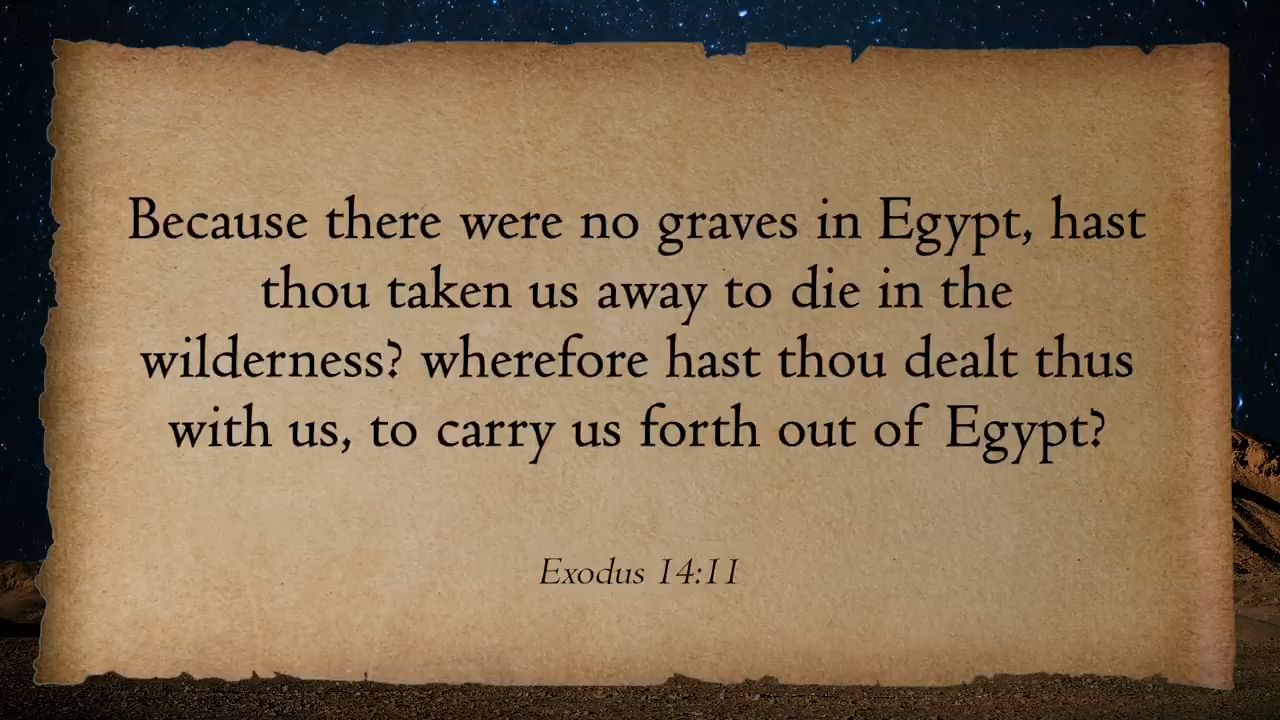 Because there were no graves in Egypt, hast
thou taken us away to die in the
wilderness? wherefore hast thou dealt thus
with us, to carry us forth out of Egypt?
Exodus 14:11